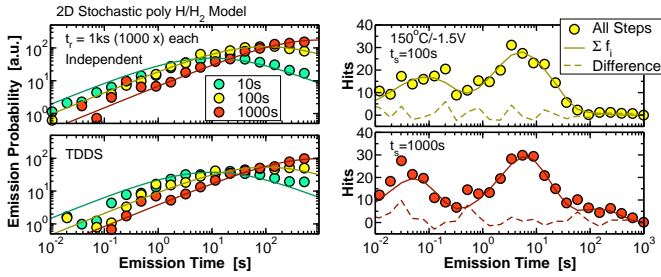 2D Stochastic poly H/H₂ Model
tᵣ = 1ks (1000 x) each
Independent
10s
100s
1000s
10²
10¹
10⁰
TDDS
10²
10¹
10⁰
10⁻² 10⁻¹ 10⁰ 10¹ 10²
Emission Time [s]
Emission Probability [a.u.]
150°C/-1.5V
tₛ=100s
All Steps
Σ fᵢ
Difference
40
30
20
10
0
Hits
tₛ=1000s
40
30
20
10
0
Hits
10⁻² 10⁻¹ 10⁰ 10¹ 10² 10³
Emission Time [s]